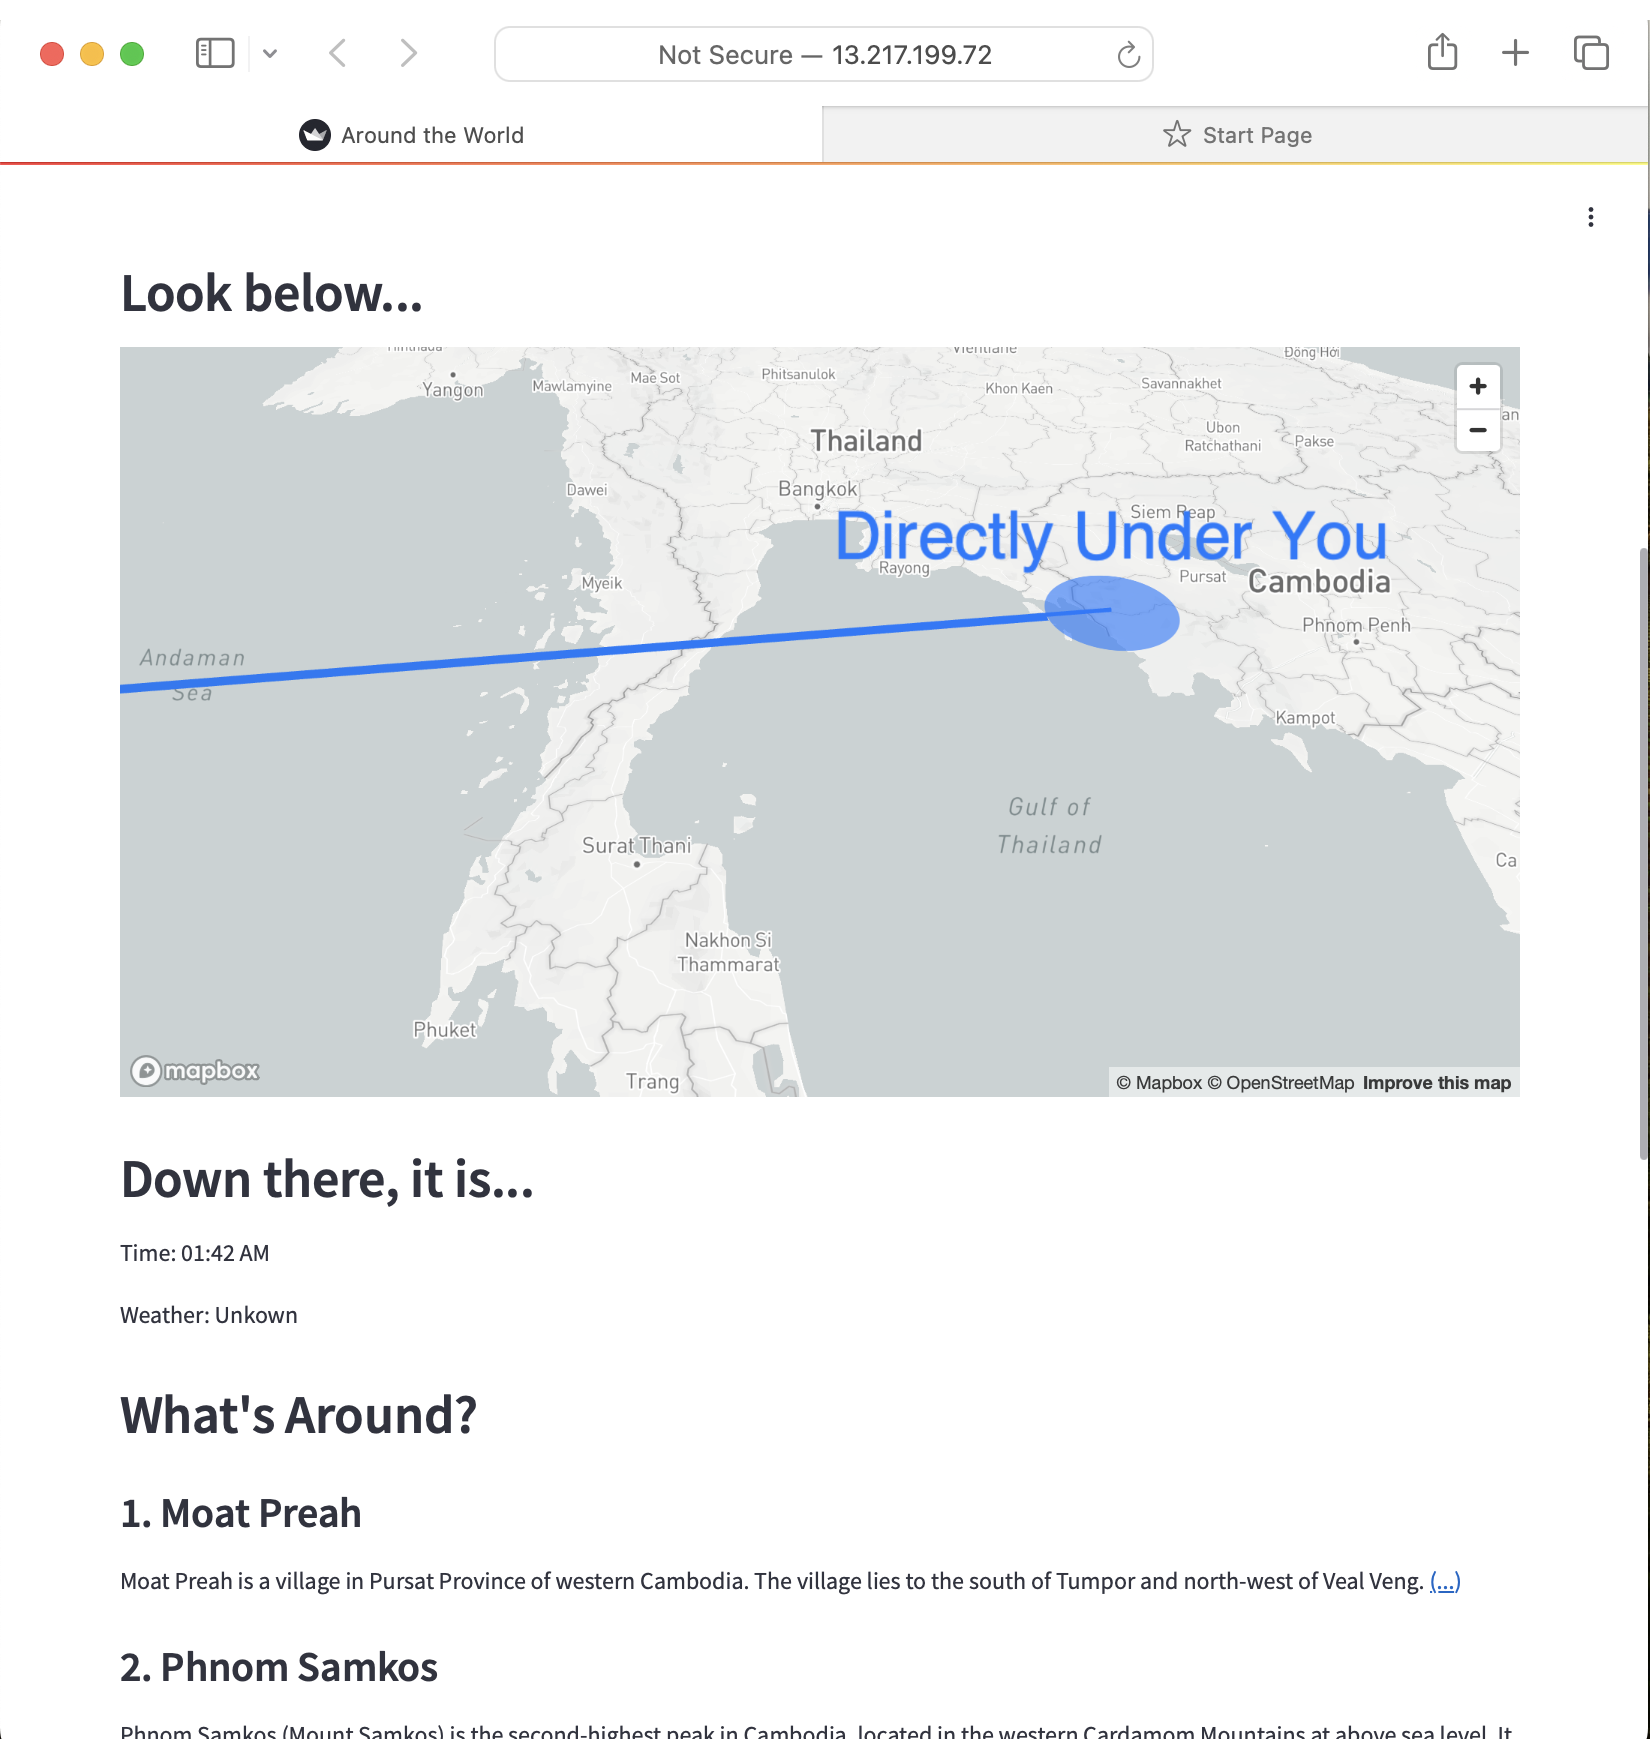 Not Secure — 13.217.199.72
Around the World
Start Page
Look below...
Yangon
Mawlamyine
Mae Sot
Phitsanulok
Vientiane
Khon Kaen
Savannakhet
Đông Hới
Thailand
Ubon
Ratchathani
Pakse
Dawei
Bangkok
Siem Reap
Directly Under You
Rayong
Myeik
Pursat
Cambodia
Phnom Penh
Andaman
Sea
Kampot
Gulf of
Thailand
Surat Thani
Ca
Nakhon Si
Thammarat
Phuket
Trang
mapbox
© Mapbox © OpenStreetMap Improve this map
Down there, it is...
Time: 01:42 AM
Weather: Unkown
What's Around?
1. Moat Preah
Moat Preah is a village in Pursat Province of western Cambodia. The village lies to the south of Tumpor and north-west of Veal Veng. (...)
2. Phnom Samkos
Phnom Samkos (Mount Samkos) is the second-highest peak in Cambodia, located in the western Cardamom Mountains at above sea level. It